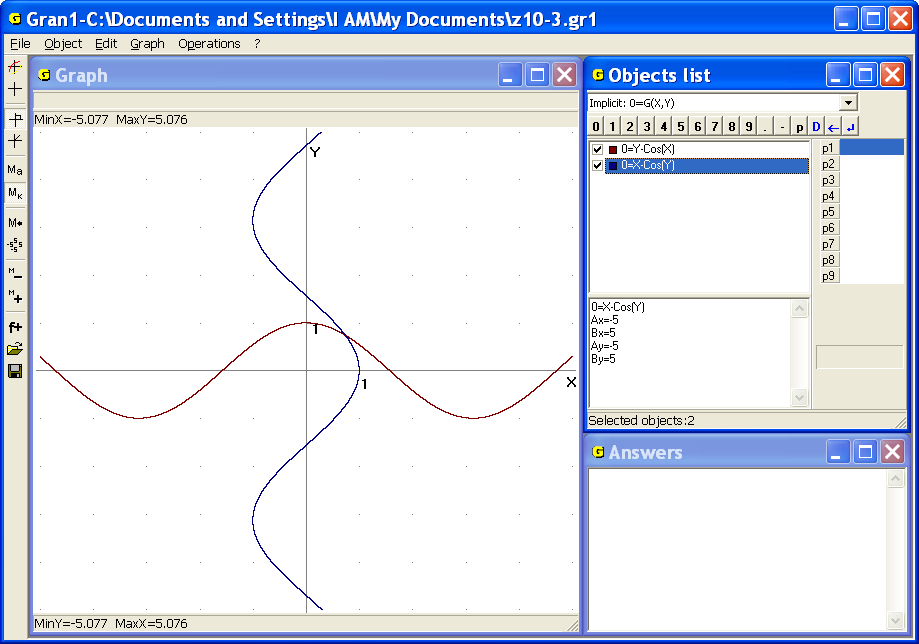 Gran1-C:\Documents and Settings\I AM\My Documents\z10-3.gr1
File Object Edit Graph Operations ?
Graph
MinX=-5.077 MaxY=5.076
Y
1
1
X
MinY=-5.077 MaxX=5.076
Ma
Mк
M
M
M
f+
Objects list
Implicit: 0=G(X,Y)
0 1 2 3 4 5 6 7 8 9 . - p D
0=Y-Cos(X)
0=X-Cos(Y)
p1
p2
p3
p4
p5
p6
p7
p8
p9
0=X-Cos(Y)
Ax=-5
Bx=5
Ay=-5
By=5
Selected objects:2
Answers